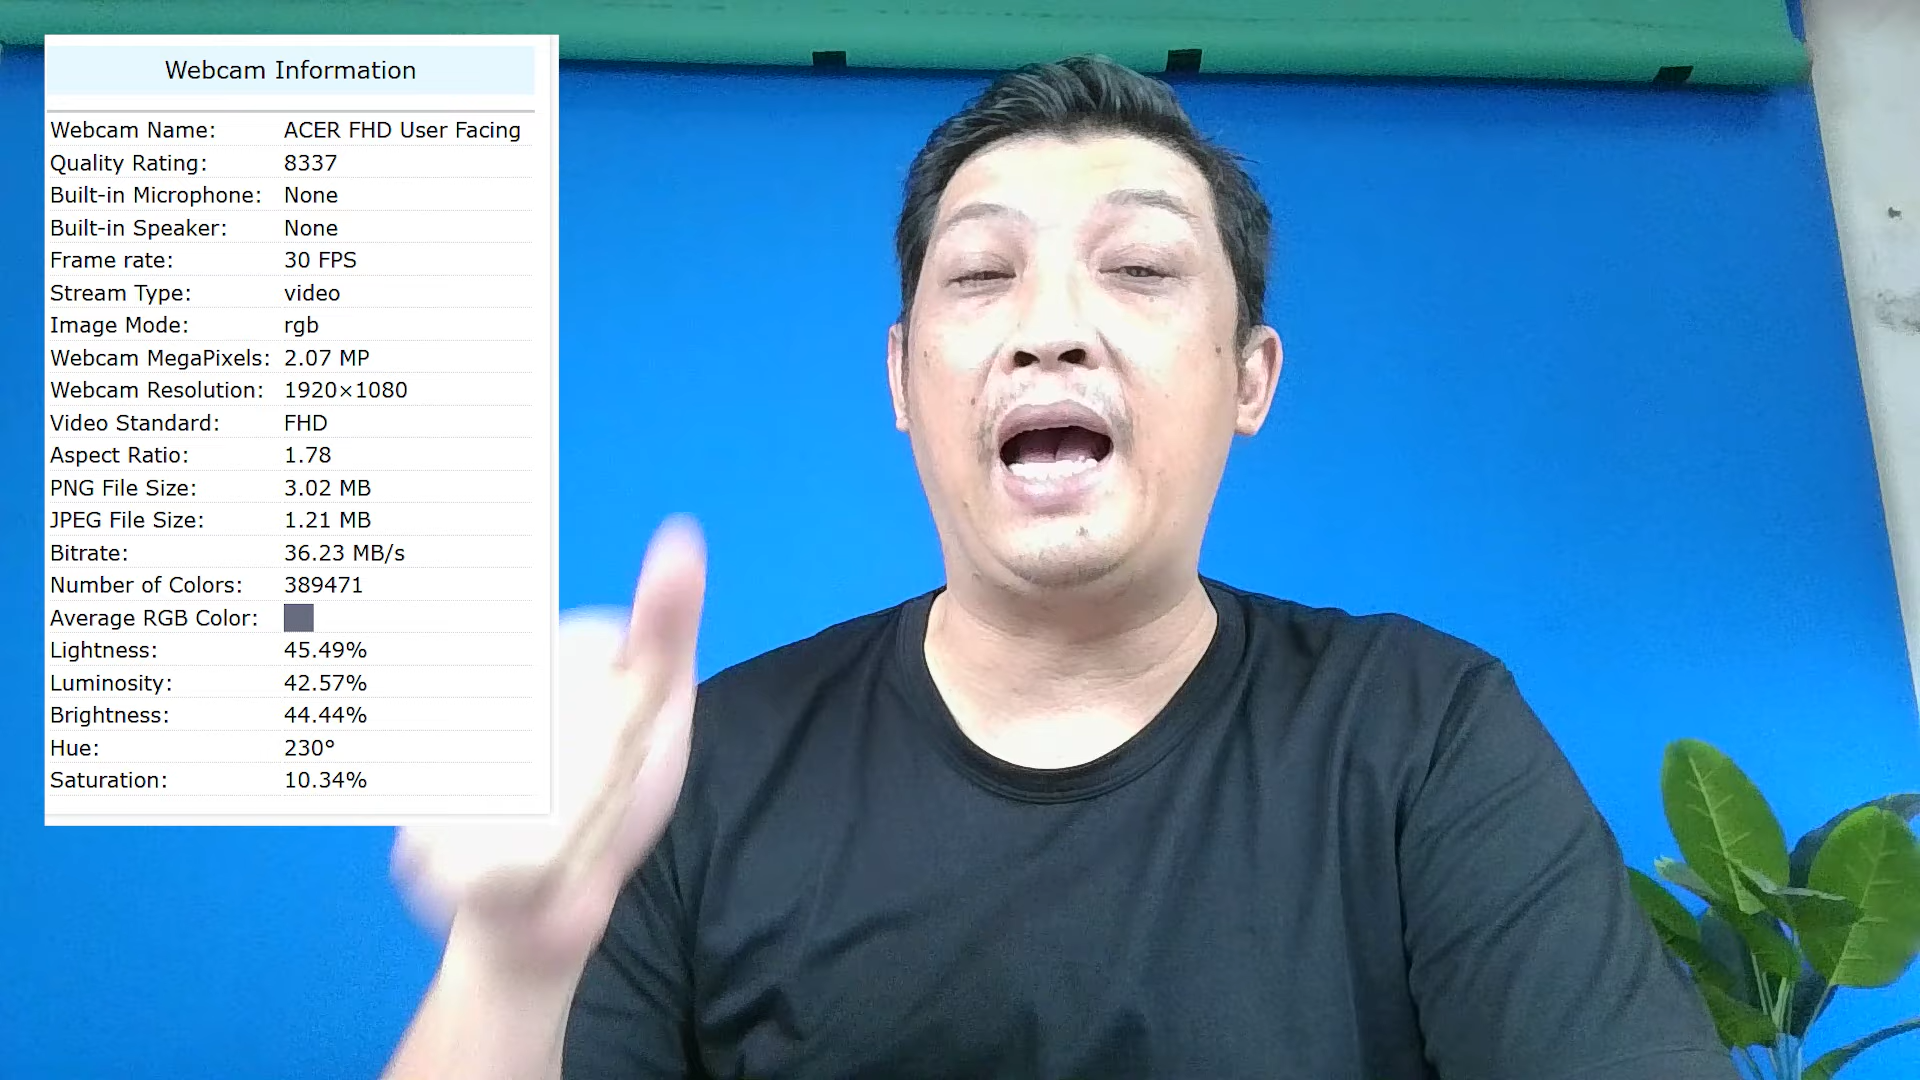 Webcam Information
Webcam Name: ACER FHD User Facing
Quality Rating: 8337
Built-in Microphone: None
Built-in Speaker: None
Frame rate: 30 FPS
Stream Type: video
Image Mode: rgb
Webcam MegaPixels: 2.07 MP
Webcam Resolution: 1920×1080
Video Standard: FHD
Aspect Ratio: 1.78
PNG File Size: 3.02 MB
JPEG File Size: 1.21 MB
Bitrate: 36.23 MB/s
Number of Colors: 389471
Average RGB Color:
Lightness: 45.49%
Luminosity: 42.57%
Brightness: 44.44%
Hue: 230°
Saturation: 10.34%